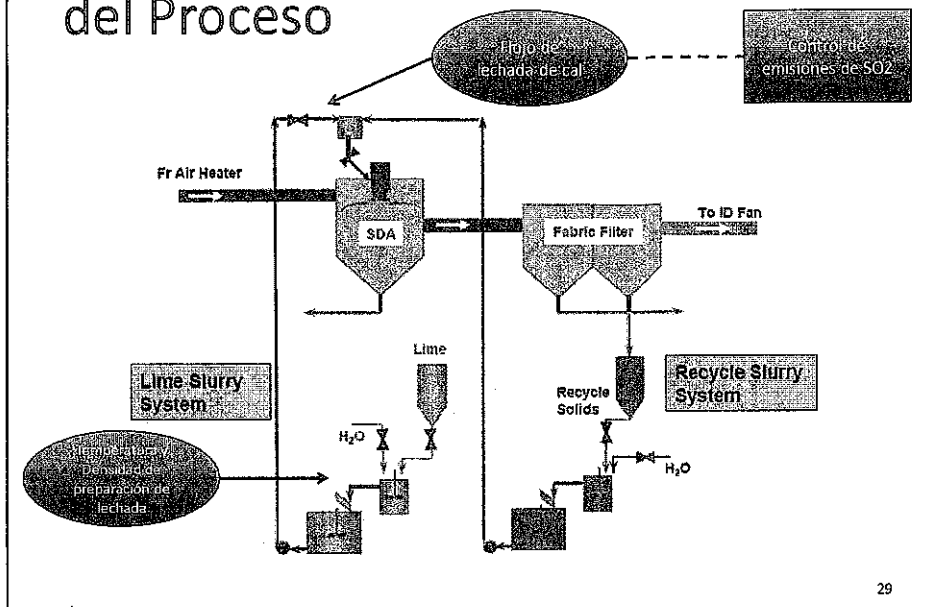 del Proceso
Flujo de
lechada de cal
Control de
emisiones de SO2
Fr Air Heater
SDA
Fabric Filter
To ID Fan
Lime
Lime Slurry
System
Recycle
Solids
Recycle Slurry
System
H₂O
H₂O
Temperatura y
Densidad de
preparación de
lechada
29